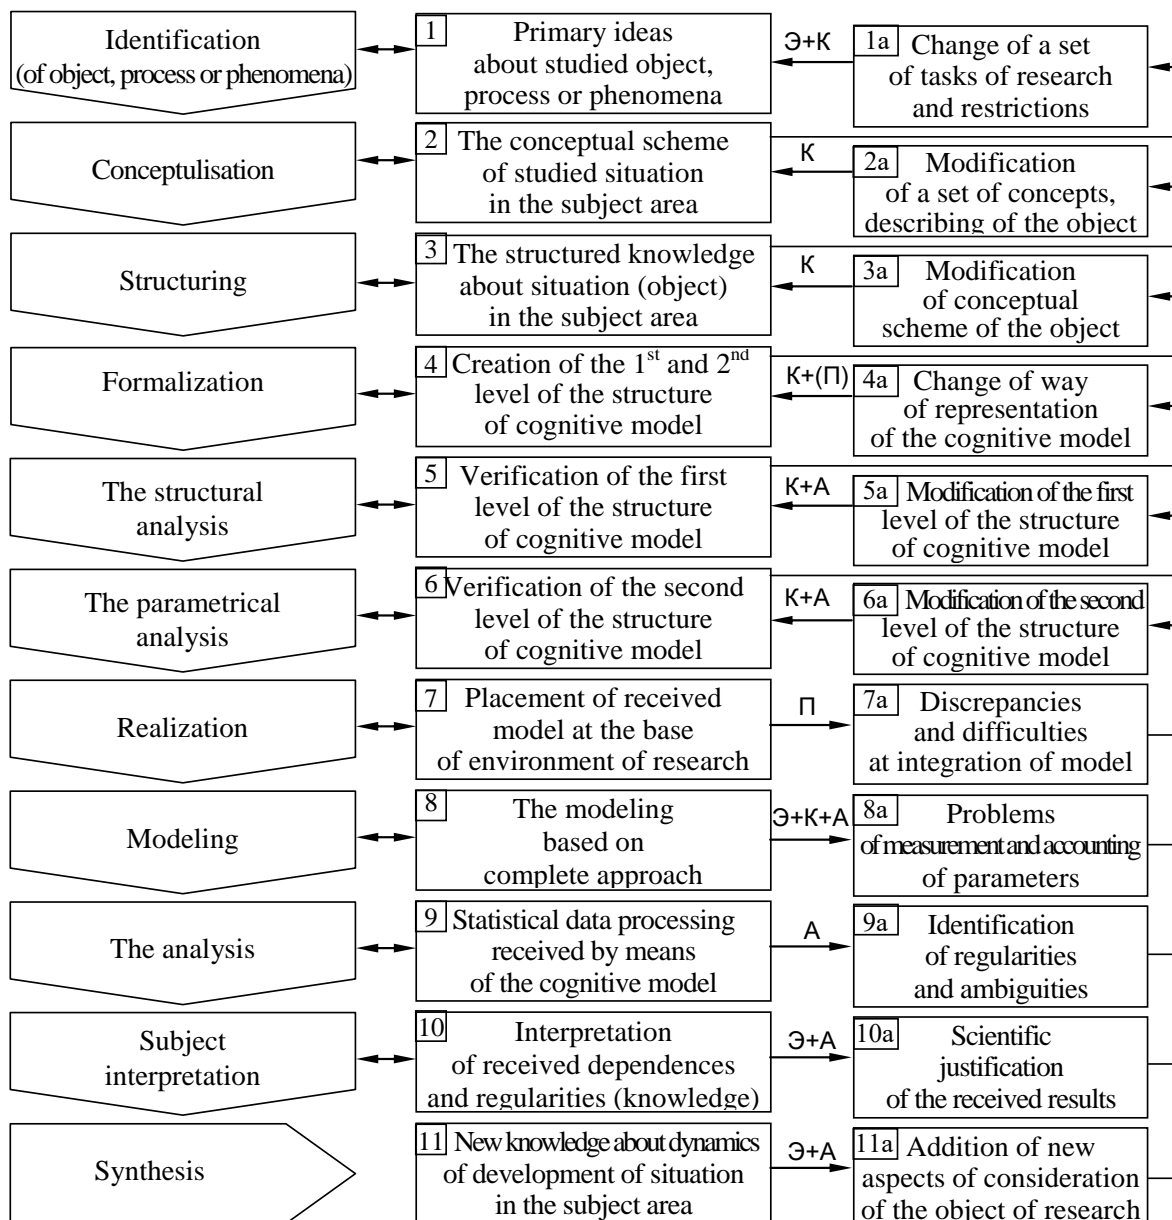 Identification
(of object, process or phenomena)
1
Primary ideas
about studied object,
process or phenomena
Э+К
1a
Change of a set
of tasks of research
and restrictions
Conceptulisation
2
The conceptual scheme
of studied situation
in the subject area
К
2a
Modification
of a set of concepts,
describing of the object
Structuring
3
The structured knowledge
about situation (object)
in the subject area
К
3a
Modification
of conceptual
scheme of the object
Formalization
4
Creation of the 1st and 2nd
level of the structure
of cognitive model
К+(П)
4a
Change of way
of representation
of the cognitive model
The structural
analysis
5
Verification of the first
level of the structure
of cognitive model
К+А
5a
Modification of the first
level of the structure
of cognitive model
The parametrical
analysis
6
Verification of the second
level of the structure
of cognitive model
К+А
6a
Modification of the second
level of the structure
of cognitive model
Realization
7
Placement of received
model at the base
of environment of research
П
7a
Discrepancies
and difficulties
at integration of model
Modeling
8
The modeling
based on
complete approach
Э+К+А
8a
Problems
of measurement and accounting
of parameters
The analysis
9
Statistical data processing
received by means
of the cognitive model
А
9a
Identification
of regularities
and ambiguities
Subject
interpretation
10
Interpretation
of received dependences
and regularities (knowledge)
Э+А
10a
Scientific
justification
of the received results
Synthesis
11
New knowledge about dynamics
of development of situation
in the subject area
Э+А
11a
Addition of new
aspects of consideration
of the object of research